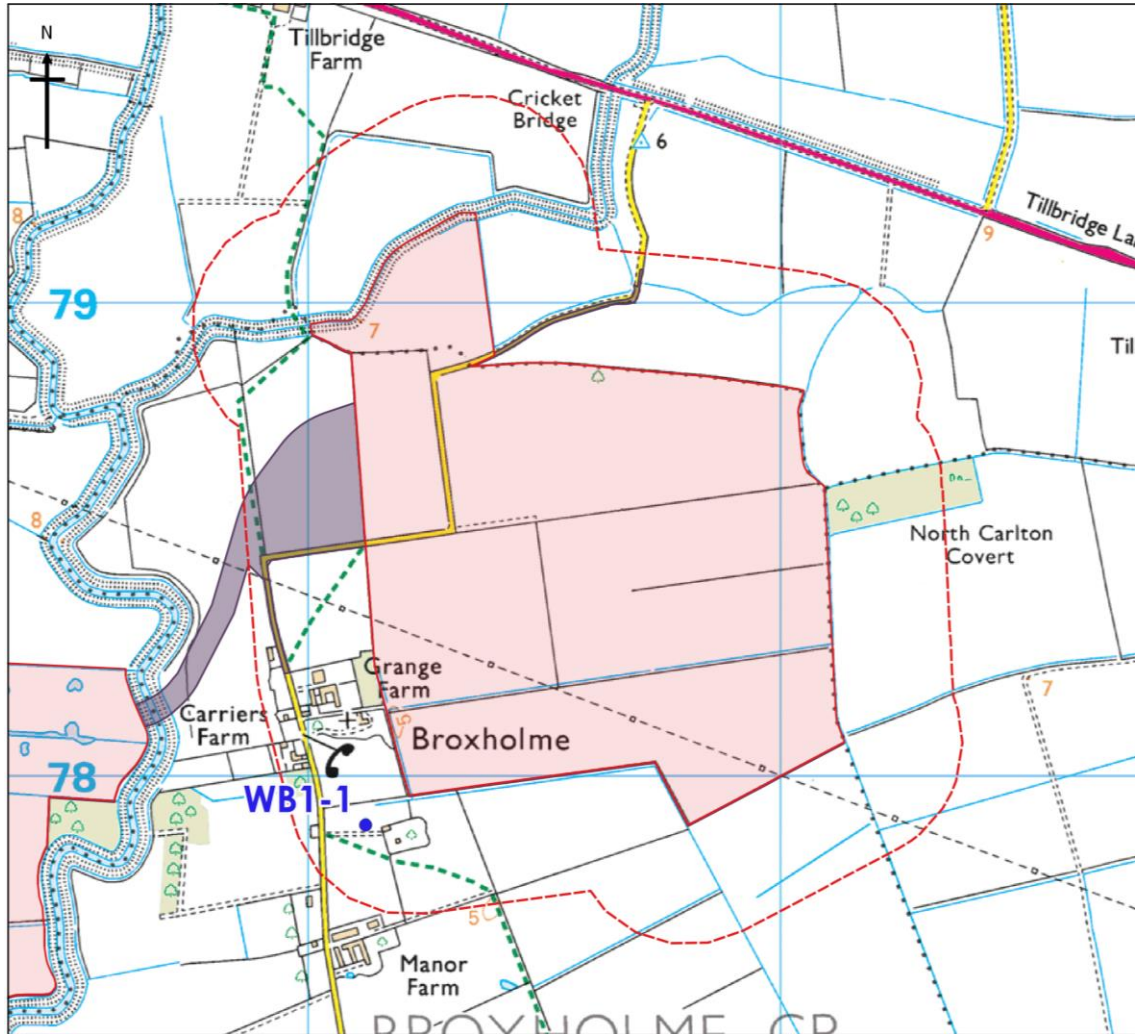 N
Tillbridge
Farm
Cricket
Bridge
6
8
Tillbridge La
9
79
7
Til
8
North Carlton
Covert
Grange
Farm
7
Carriers
Farm
5
Broxholme
78
WB1-1
5
Manor
Farm
BROXHOLME CP